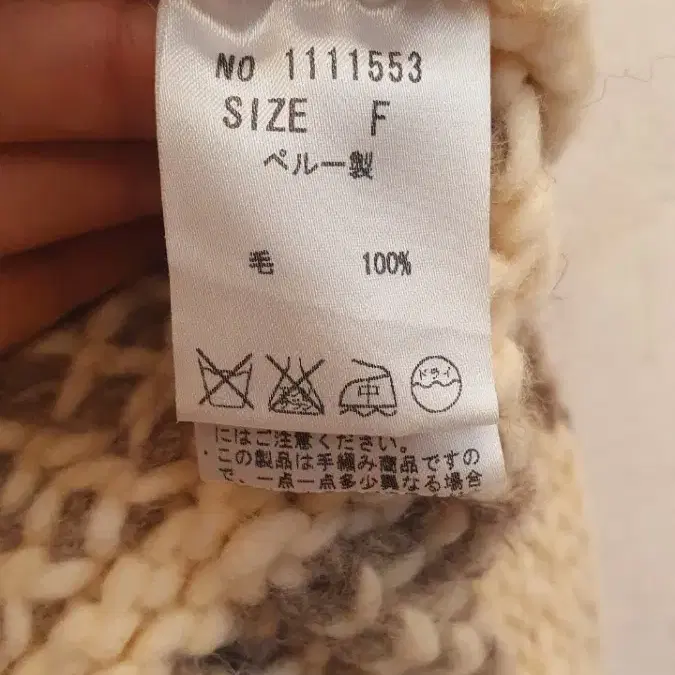 NO 1111553
SIZE F
ペルー製
毛 100%
中 ドライ
にはご注意ください。
・この製品は手編み商品ですの
で、一点一点多少異なる場合